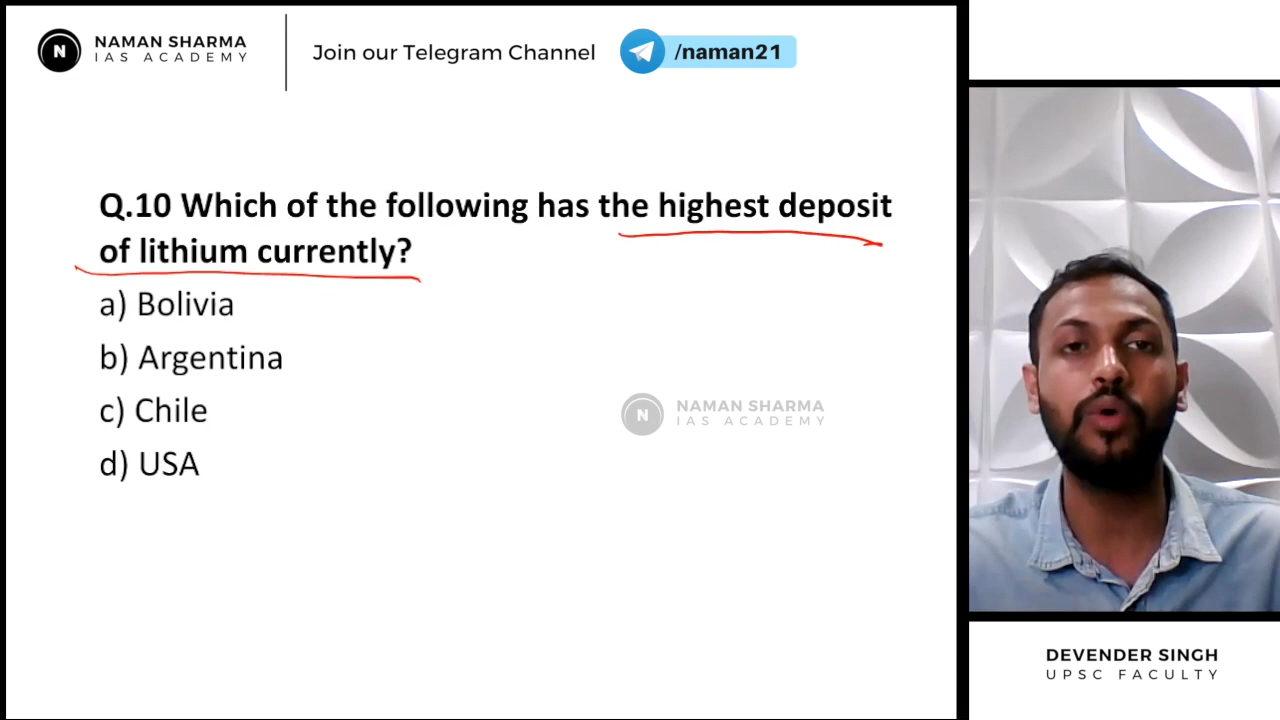 NAMAN SHARMA
IAS ACADEMY
Join our Telegram Channel
/naman21
Q.10 Which of the following has the highest deposit
of lithium currently?
a) Bolivia
b) Argentina
c) Chile
d) USA
N
NAMAN SHARMA
IAS ACADEMY
N
DEVENDER SINGH
UPSC FACULTY